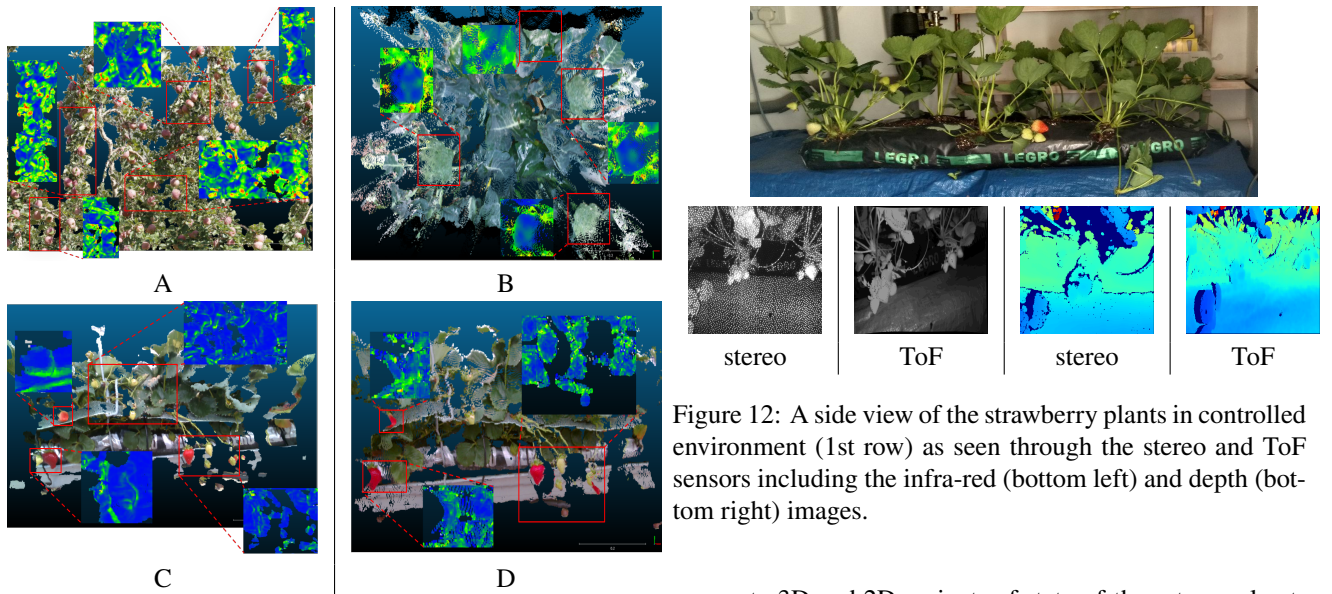 A
B
C
D
LEGRO
LEGRO
LEGRO
stereo
ToF
stereo
ToF
Figure 12: A side view of the strawberry plants in controlled
environment (1st row) as seen through the stereo and ToF
sensors including the infra-red (bottom left) and depth (bot-
tom right) images.